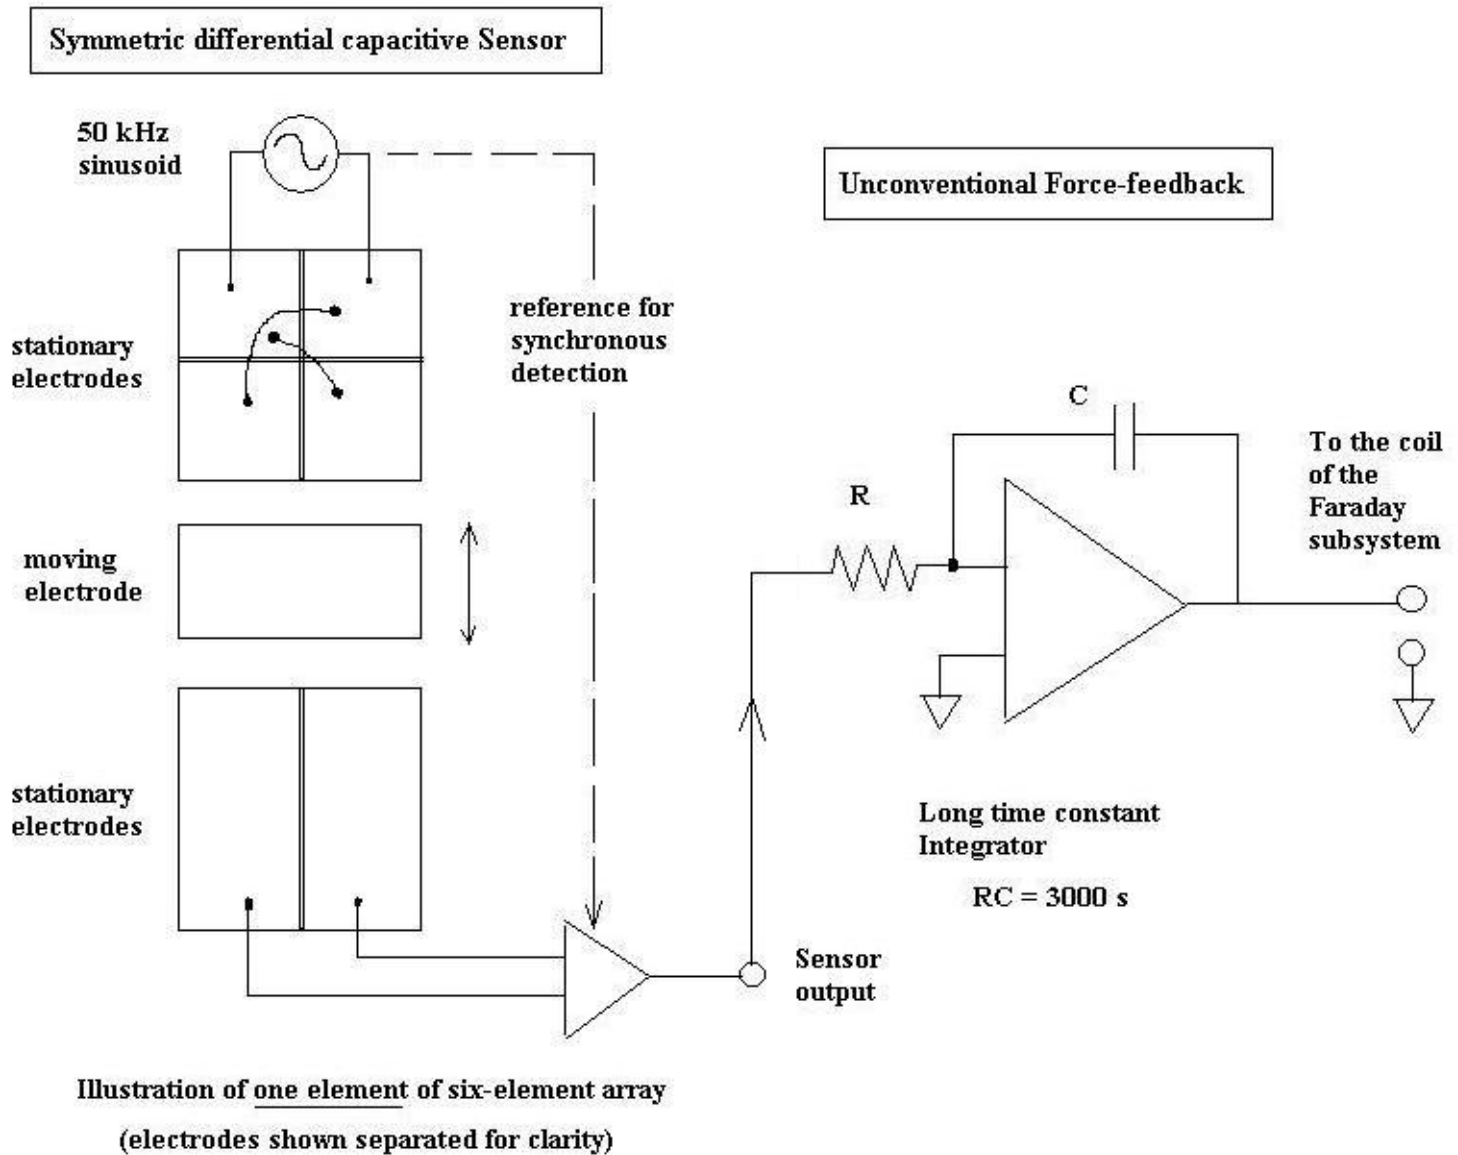 Symmetric differential capacitive Sensor
50 kHz
sinusoid
Unconventional Force-feedback
reference for
synchronous
detection
stationary
electrodes
C
To the coil
of the
Faraday
subsystem
R
moving
electrode
stationary
electrodes
Long time constant
Integrator
RC = 3000 s
Sensor
output
Illustration of one element of six-element array
(electrodes shown separated for clarity)